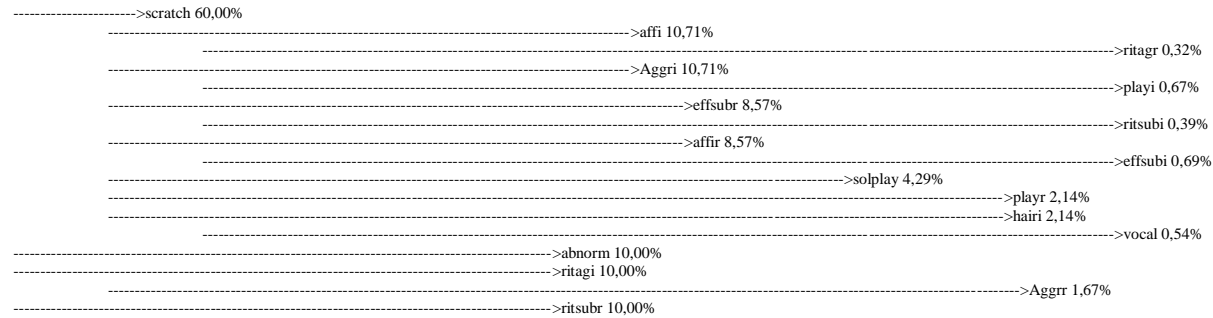 ----------------------->scratch 60,00%
-------------------------------------------------------------------------------------------------->affi 10,71%
--------------------------------------------------------------------------------------------------------------------------------------------------------------------------->ritagr 0,32%
-------------------------------------------------------------------------------------------------->Aggri 10,71%
--------------------------------------------------------------------------------------------------------------------------------------------------------------------------->playi 0,67%
------------------------------------------------------------------------------------------------------------>effsubr 8,57%
--------------------------------------------------------------------------------------------------------------------------------------------------------------------------->ritsubi 0,39%
------------------------------------------------------------------------------------------------------------>affir 8,57%
--------------------------------------------------------------------------------------------------------------------------------------------------------------------------->effsubi 0,69%
------------------------------------------------------------------------------------------------------------------------------------------>solplay 4,29%
------------------------------------------------------------------------------------------------------------------------------------------------------------------------>playr 2,14%
------------------------------------------------------------------------------------------------------------------------------------------------------------------------>hairi 2,14%
--------------------------------------------------------------------------------------------------------------------------------------------------------------------------->vocal 0,54%
----------------------------------------------------------------------------------------------------->abnorm 10,00%
----------------------------------------------------------------------------------------------------->ritagi 10,00%
--------------------------------------------------------------------------------------------------------------------------------------------------------------------------->Aggrr 1,67%
----------------------------------------------------------------------------------------------------->ritsubr 10,00%